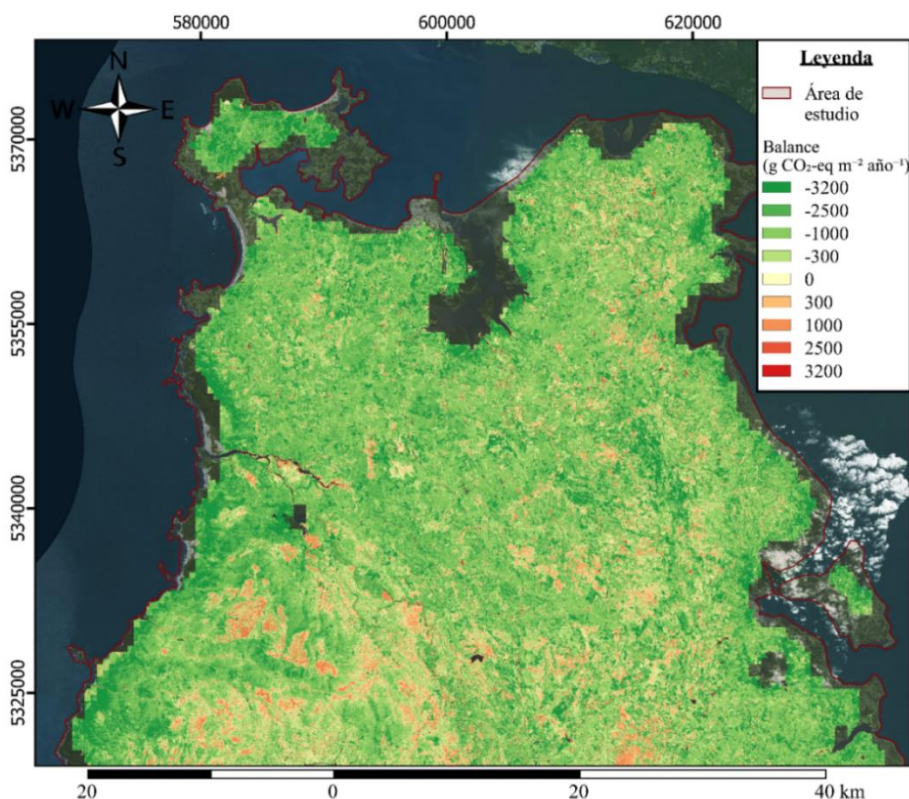 580000 600000 620000
N
W E
S
5370000
5355000
5340000
5325000
Leyenda
Área de
estudio
Balance
(g CO₂-eq m⁻² año⁻¹)
-3200
-2500
-1000
-300
0
300
1000
2500
3200
20 0 20 40 km